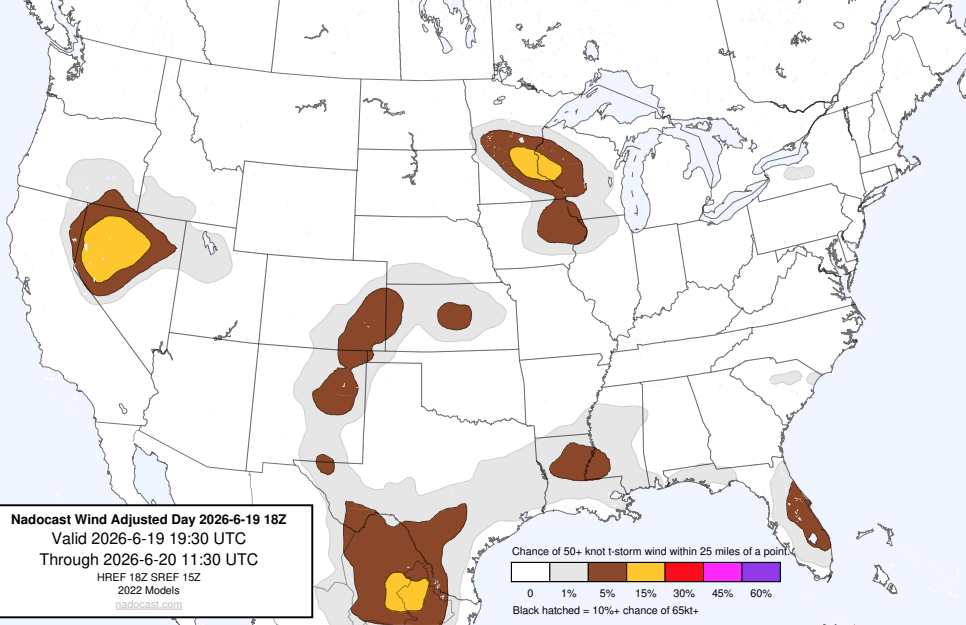 Nadocast Wind Adjusted Day 2026-6-19 18Z
Valid 2026-6-19 19:30 UTC
Through 2026-6-20 11:30 UTC
HREF 18Z SREF 15Z
2022 Models
nadocast.com
Chance of 50+ knot t-storm wind within 25 miles of a point.
0 1% 5% 15% 30% 45% 60%
Black hatched = 10%+ chance of 65kt+